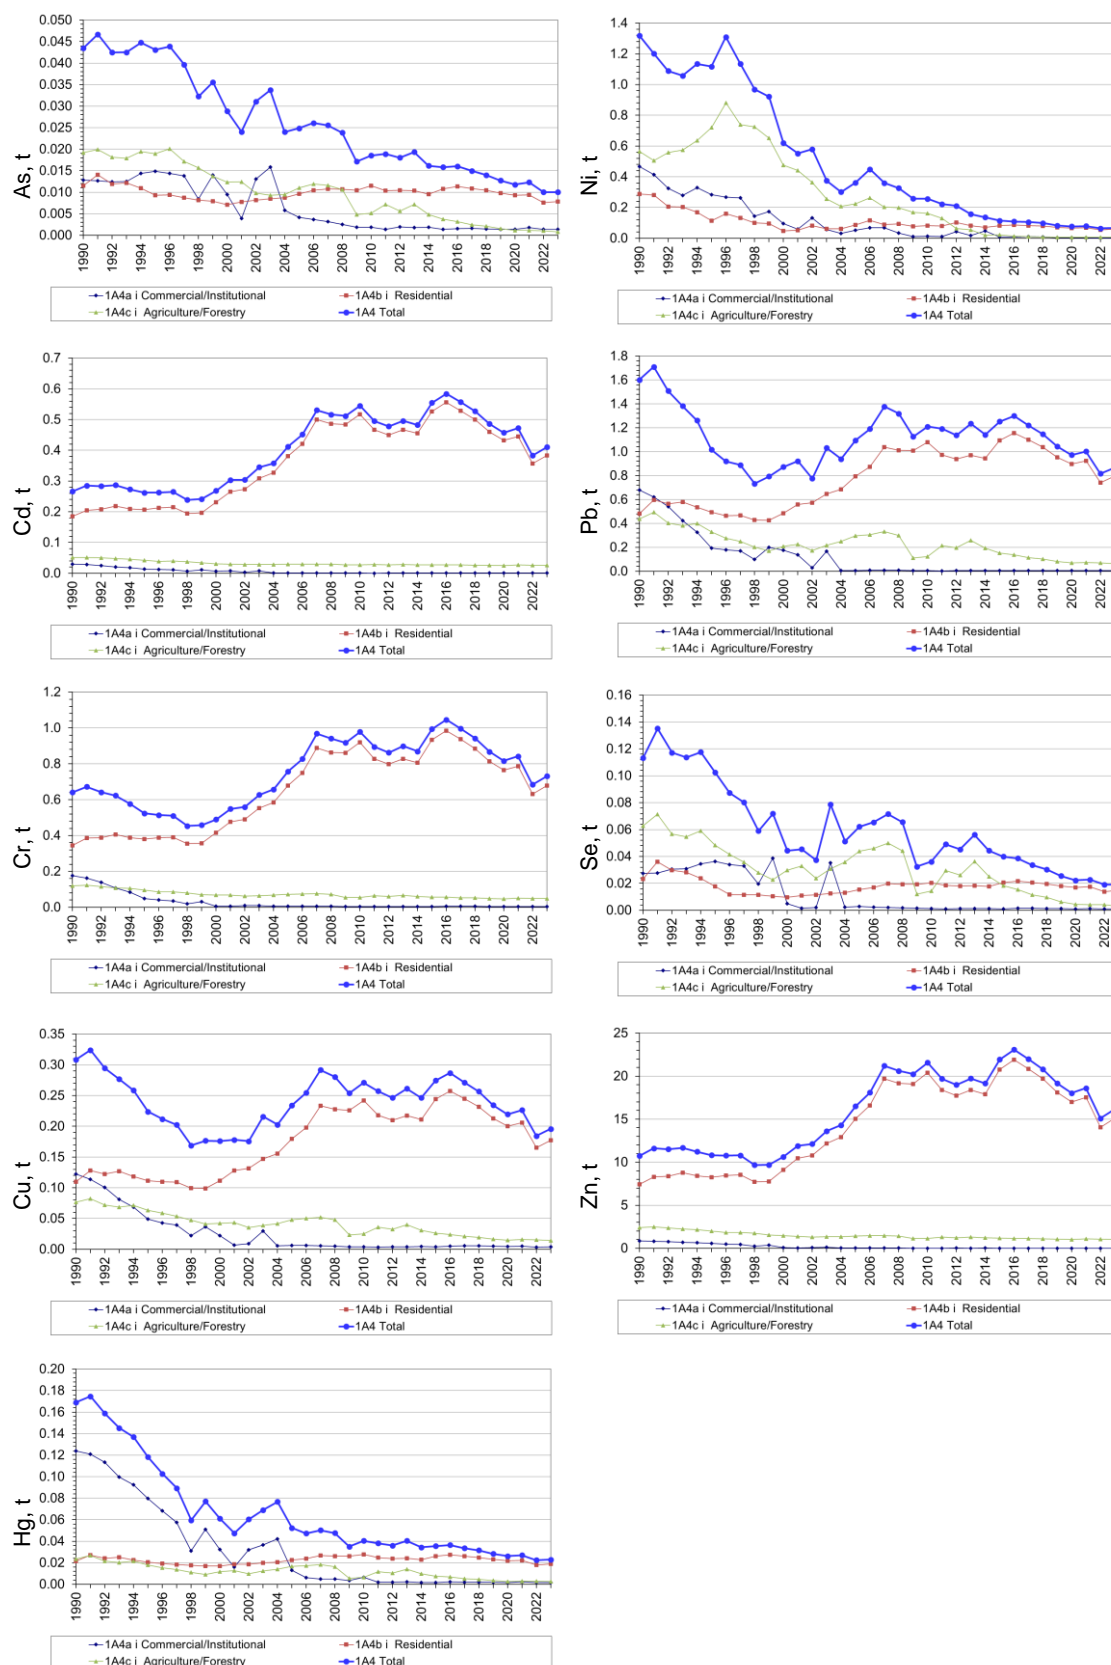 As, t
0.050
0.045
0.040
0.035
0.030
0.025
0.020
0.015
0.010
0.005
0.000
1990 1992 1994 1996 1998 2000 2002 2004 2006 2008 2010 2012 2014 2016 2018 2020 2022
1A4a i Commercial/Institutional 1A4b i Residential
1A4c i Agriculture/Forestry 1A4 Total
Ni, t
1.4
1.2
1.0
0.8
0.6
0.4
0.2
0.0
1990 1992 1994 1996 1998 2000 2002 2004 2006 2008 2010 2012 2014 2016 2018 2020 2022
1A4a i Commercial/Institutional 1A4b i Residential
1A4c i Agriculture/Forestry 1A4 Total
Cd, t
0.7
0.6
0.5
0.4
0.3
0.2
0.1
0.0
1990 1992 1994 1996 1998 2000 2002 2004 2006 2008 2010 2012 2014 2016 2018 2020 2022
1A4a i Commercial/Institutional 1A4b i Residential
1A4c i Agriculture/Forestry 1A4 Total
Pb, t
1.8
1.6
1.4
1.2
1.0
0.8
0.6
0.4
0.2
0.0
1990 1992 1994 1996 1998 2000 2002 2004 2006 2008 2010 2012 2014 2016 2018 2020 2022
1A4a i Commercial/Institutional 1A4b i Residential
1A4c i Agriculture/Forestry 1A4 Total
Cr, t
1.2
1.0
0.8
0.6
0.4
0.2
0.0
1990 1992 1994 1996 1998 2000 2002 2004 2006 2008 2010 2012 2014 2016 2018 2020 2022
1A4a i Commercial/Institutional 1A4b i Residential
1A4c i Agriculture/Forestry 1A4 Total
Se, t
0.16
0.14
0.12
0.10
0.08
0.06
0.04
0.02
0.00
1990 1992 1994 1996 1998 2000 2002 2004 2006 2008 2010 2012 2014 2016 2018 2020 2022
1A4a i Commercial/Institutional 1A4b i Residential
1A4c i Agriculture/Forestry 1A4 Total
Cu, t
0.35
0.30
0.25
0.20
0.15
0.10
0.05
0.00
1990 1992 1994 1996 1998 2000 2002 2004 2006 2008 2010 2012 2014 2016 2018 2020 2022
1A4a i Commercial/Institutional 1A4b i Residential
1A4c i Agriculture/Forestry 1A4 Total
Zn, t
25
20
15
10
5
0
1990 1992 1994 1996 1998 2000 2002 2004 2006 2008 2010 2012 2014 2016 2018 2020 2022
1A4a i Commercial/Institutional 1A4b i Residential
1A4c i Agriculture/Forestry 1A4 Total
Hg, t
0.20
0.18
0.16
0.14
0.12
0.10
0.08
0.06
0.04
0.02
0.00
1990 1992 1994 1996 1998 2000 2002 2004 2006 2008 2010 2012 2014 2016 2018 2020 2022
1A4a i Commercial/Institutional 1A4b i Residential
1A4c i Agriculture/Forestry 1A4 Total